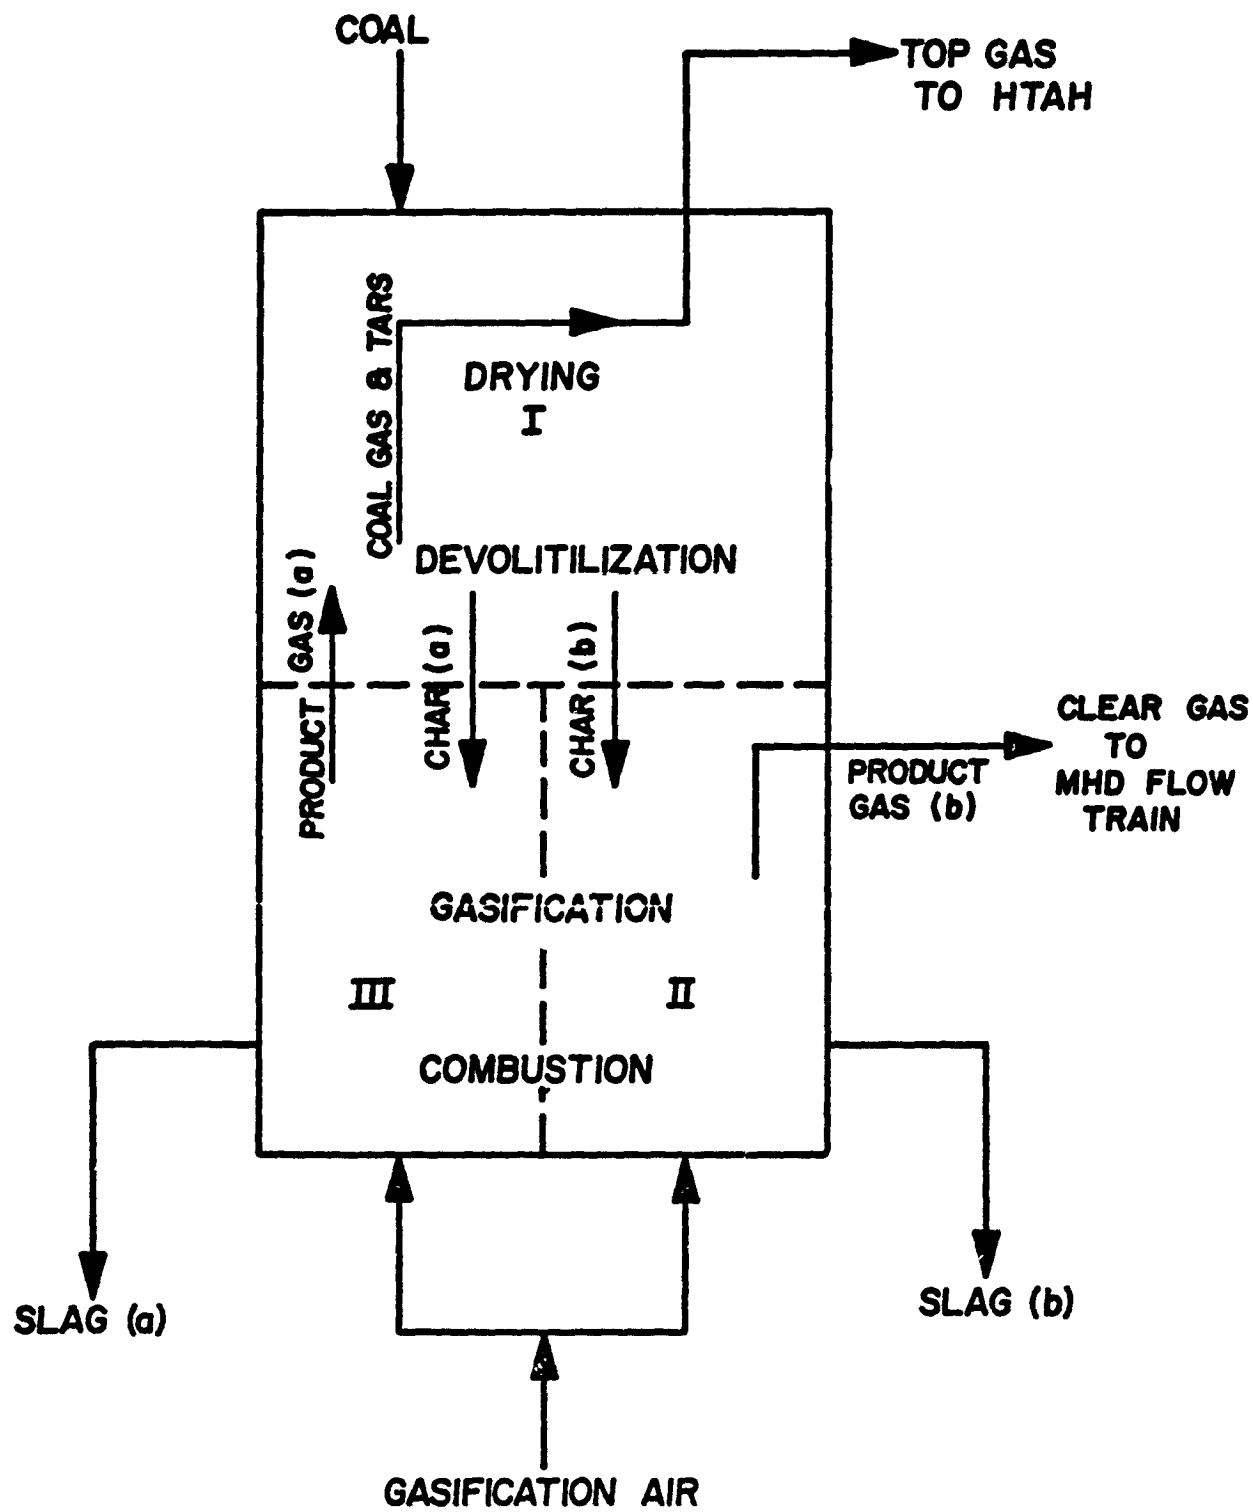 COAL
TOP GAS
TO HTAH
COAL GAS & TARS
DRYING
I
DEVOLITILIZATION
PRODUCT GAS (a)
CHAR (a)
CHAR (b)
CLEAR GAS
TO
MHD FLOW
TRAIN
PRODUCT
GAS (b)
GASIFICATION
III
II
COMBUSTION
SLAG (a)
SLAG (b)
GASIFICATION AIR